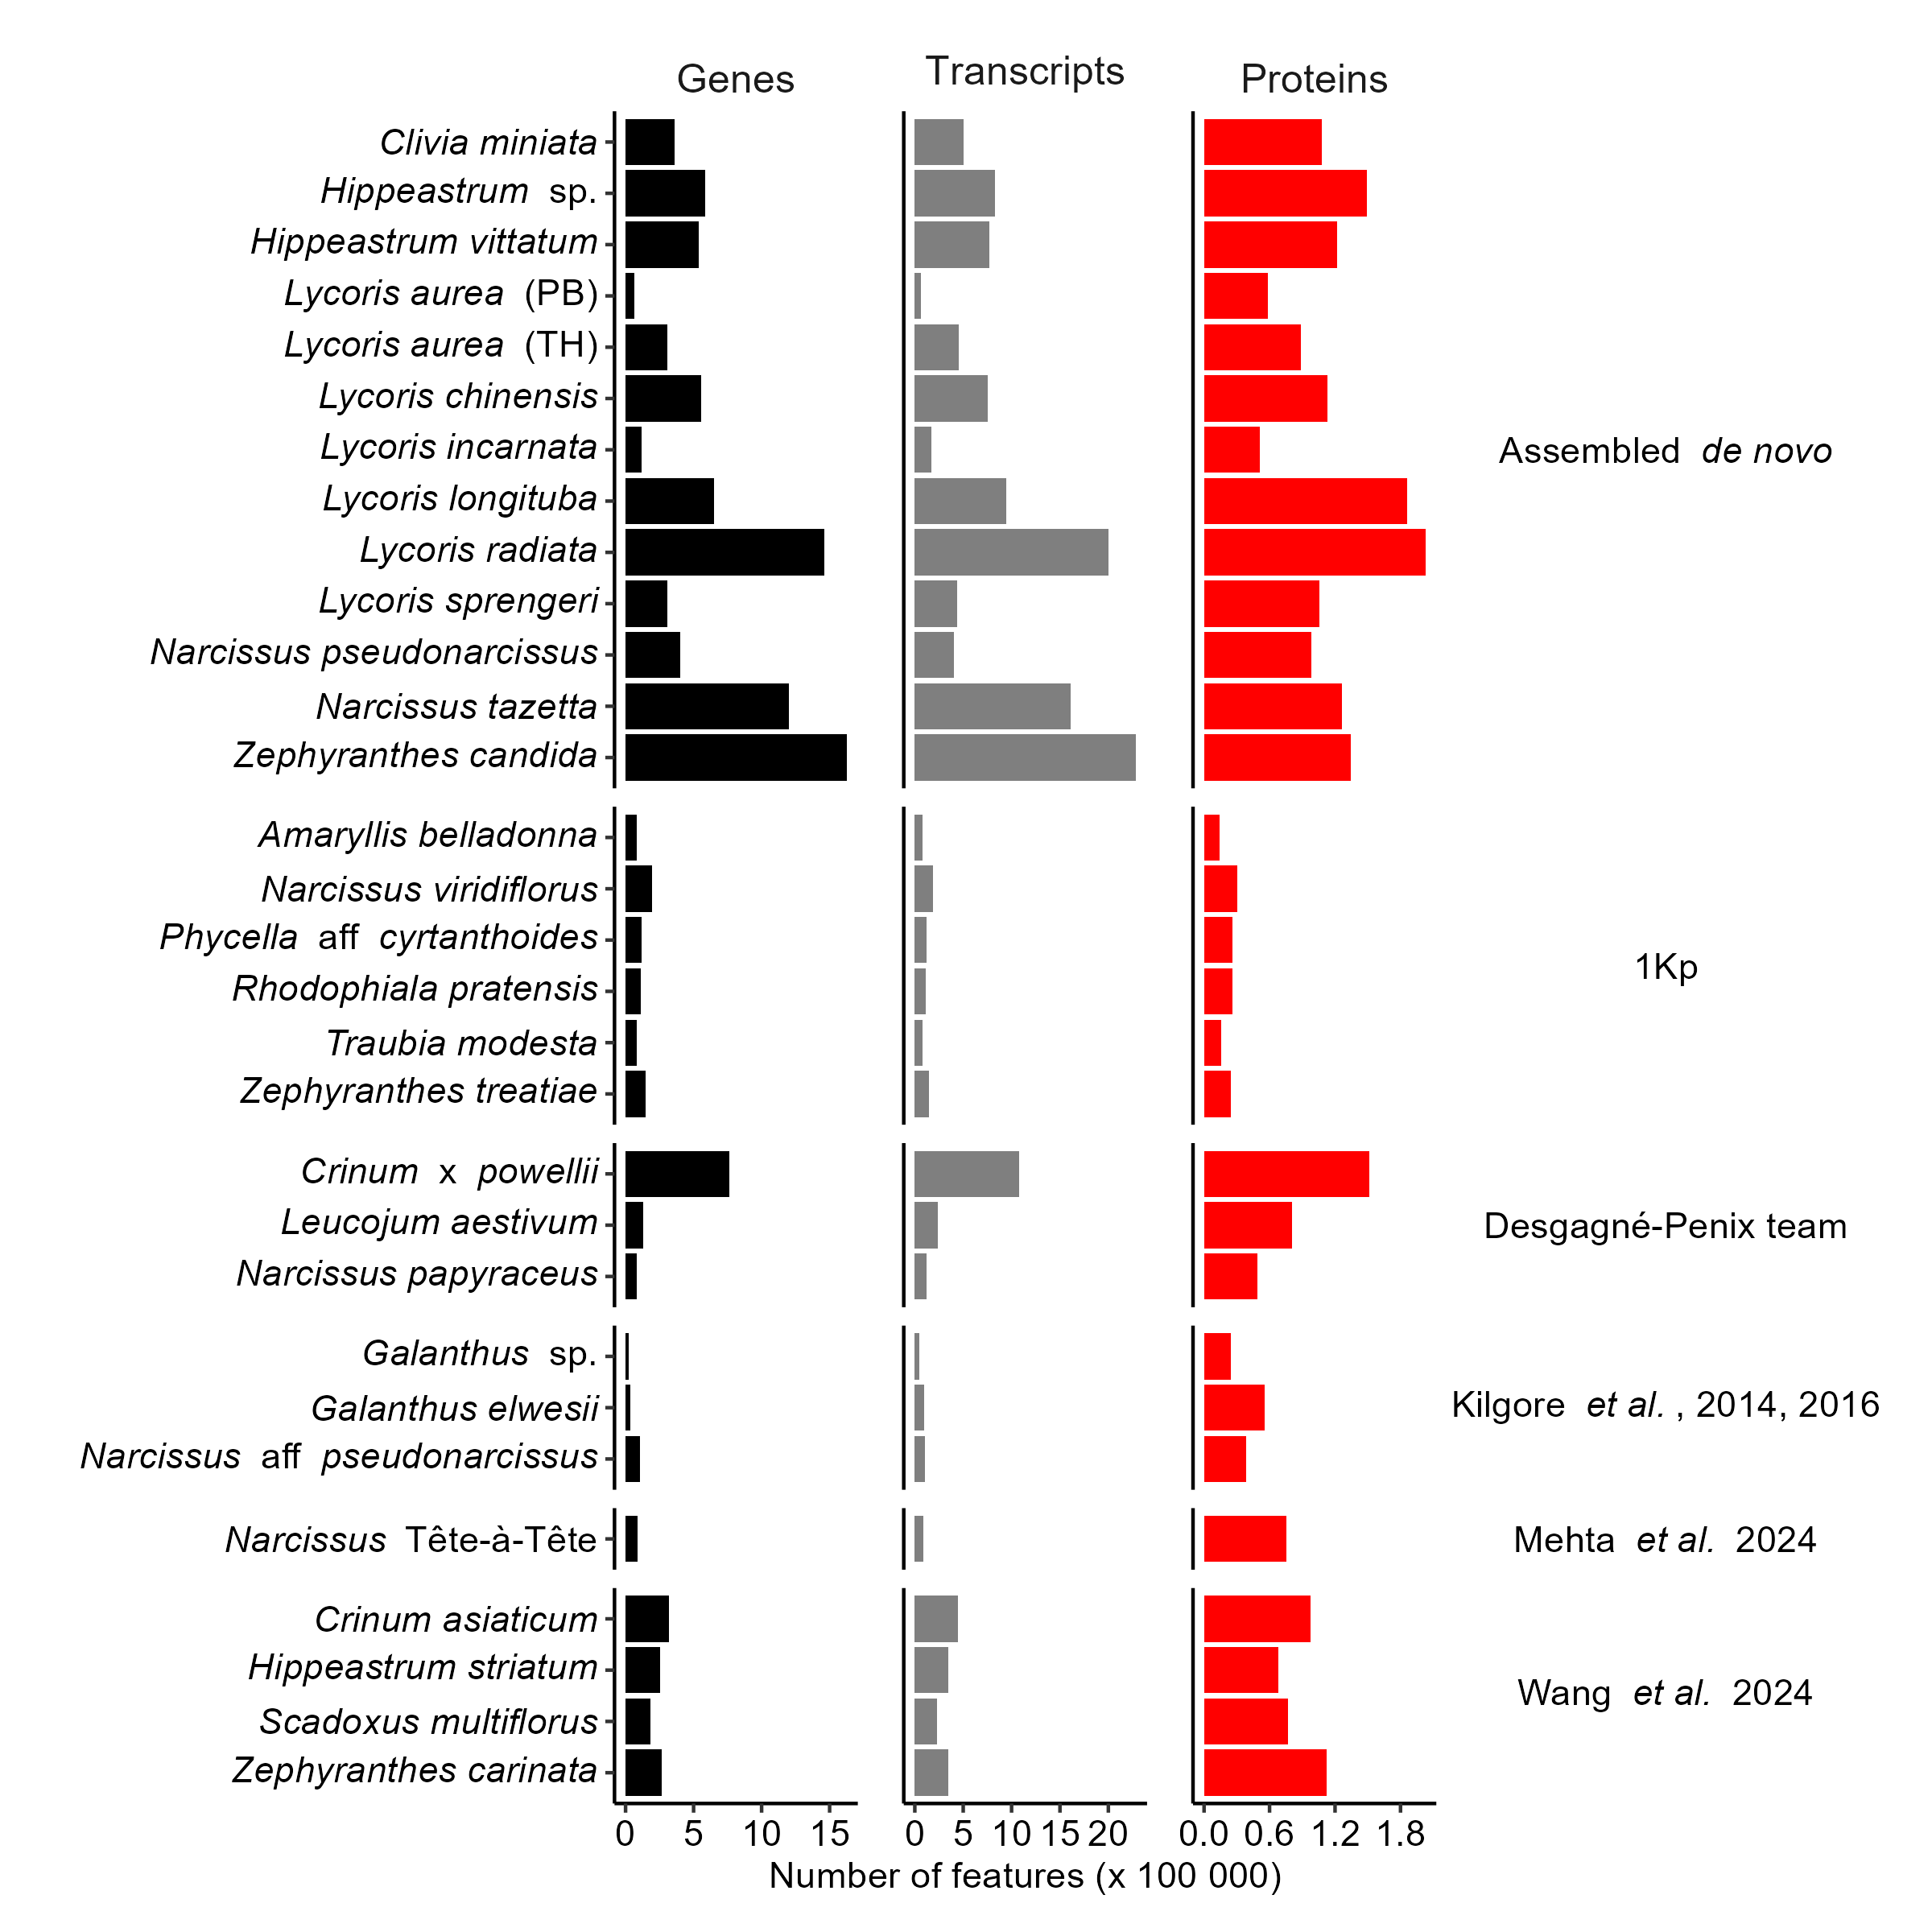 Genes
Transcripts
Proteins
Clivia miniata
Hippeastrum sp.
Hippeastrum vittatum
Lycoris aurea (PB)
Lycoris aurea (TH)
Lycoris chinensis
Lycoris incarnata
Lycoris longituba
Lycoris radiata
Lycoris sprengeri
Narcissus pseudonarcissus
Narcissus tazetta
Zephyranthes candida
Assembled de novo
Amaryllis belladonna
Narcissus viridiflorus
Phycella aff cyrtanthoides
Rhodophiala pratensis
Traubia modesta
Zephyranthes treatiae
1Kp
Crinum x powellii
Leucojum aestivum
Narcissus papyraceus
Desgagné-Penix team
Galanthus sp.
Galanthus elwesii
Narcissus aff pseudonarcissus
Kilgore et al. , 2014, 2016
Narcissus Tête-à-Tête
Mehta et al. 2024
Crinum asiaticum
Hippeastrum striatum
Scadoxus multiflorus
Zephyranthes carinata
Wang et al. 2024
0 5 10 15
0 5 10 15 20
0.0 0.6 1.2 1.8
Number of features (x 100 000)